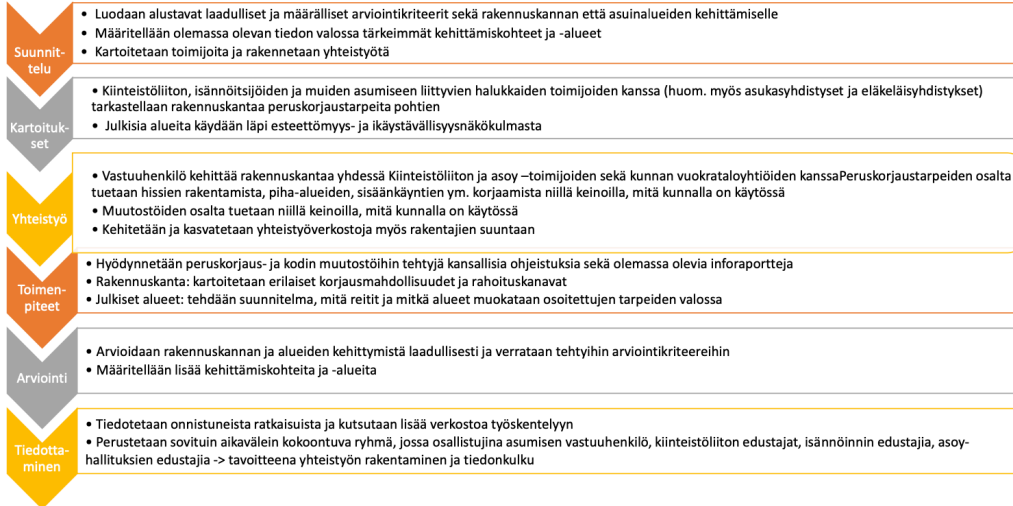 Suunnit-
telu
• Luodaan alustavat laadulliset ja määrälliset arviointikriteerit sekä rakennuskannan että asuinalueiden kehittämiselle
• Määritellään olemassa olevan tiedon valossa tärkeimmät kehittämiskohteet ja -alueet
• Kartoitetaan toimijoita ja rakennetaan yhteistyötä
Kartoituk-
set
• Kiinteistöliiton, isännöitsijöiden ja muiden asumiseen liittyvien halukkaiden toimijoiden kanssa (huom. myös asukasyhdistyset ja eläkeläisyhdistykset)
tarkastellaan rakennuskantaa peruskorjaustarpeita pohtien
• Julkisia alueita käydään läpi esteettömyys- ja ikäystävällisyysnäkökulmasta
Yhteistyö
• Vastuuhenkilö kehittää rakennuskantaa yhdessä Kiinteistöliiton ja asoy –toimijoiden sekä kunnan vuokrataloyhtiöiden kanssaPeruskorjaustarpeiden osalta
tuetaan hissien rakentamista, piha-alueiden, sisäänkäyntien ym. korjaamista niillä keinoilla, mitä kunnalla on käytössä
• Muutostöiden osalta tuetaan niillä keinoilla, mitä kunnalla on käytössä
• Kehitetään ja kasvatetaan yhteistyöverkostoja myös rakentajien suuntaan
Toimen-
piteet
• Hyödynnetään peruskorjaus- ja kodin muutostöihin tehtyjä kansallisia ohjeistuksia sekä olemassa olevia inforaportteja
• Rakennuskanta: kartoitetaan erilaiset korjausmahdollisuudet ja rahoituskanavat
• Julkiset alueet: tehdään suunnitelma, mitä reitit ja mitkä alueet muokataan osoitettujen tarpeiden valossa
Arviointi
• Arvioidaan rakennuskannan ja alueiden kehittymistä laadullisesti ja verrataan tehtyihin arviointikriteereihin
• Määritellään lisää kehittämiskohteita ja -alueita
Tiedotta-
minen
• Tiedotetaan onnistuneista ratkaisuista ja kutsutaan lisää verkostoa työskentelyyn
• Perustetaan sovituin aikavälein kokoontuva ryhmä, jossa osallistujina asumisen vastuuhenkilö, kiinteistöliiton edustajat, isännöinnin edustajia, asoy-
hallituksien edustajia -> tavoitteena yhteistyön rakentaminen ja tiedonkulku